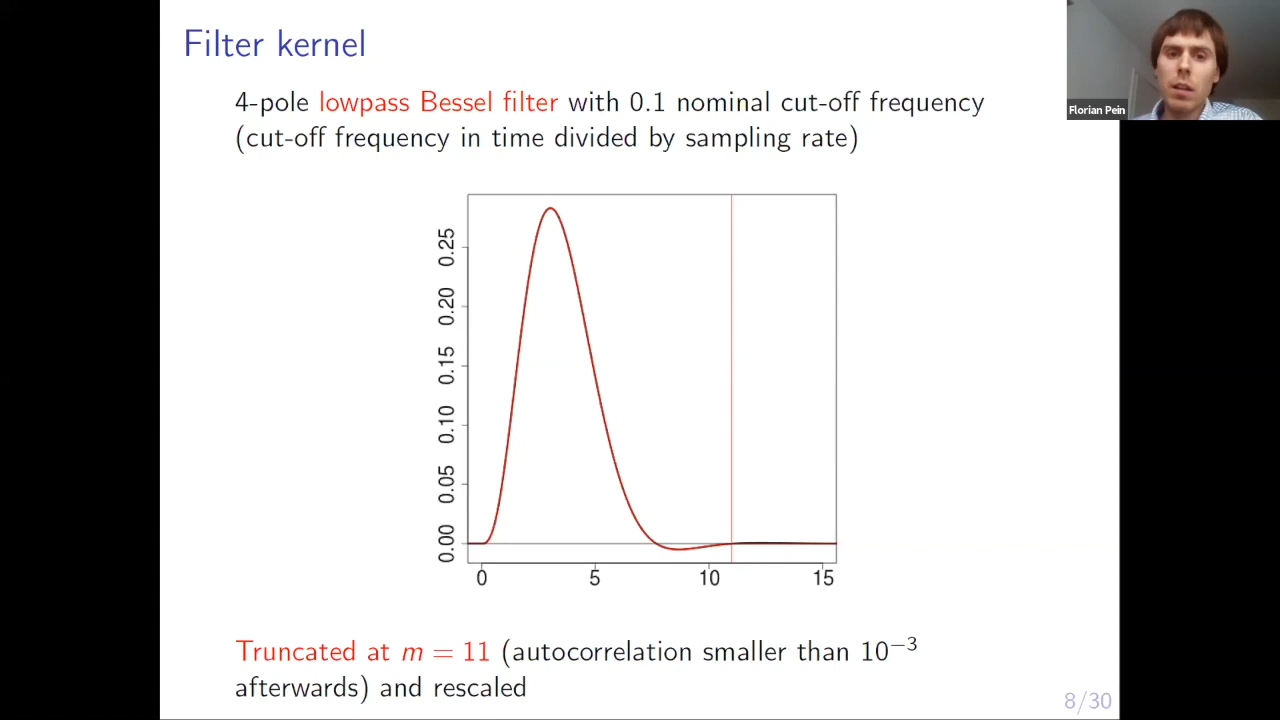 Filter kernel
4-pole lowpass Bessel filter with 0.1 nominal cut-off frequency
(cut-off frequency in time divided by sampling rate)
Florian Pein
0.25
0.20
0.15
0.10
0.05
0.00
0 5 10 15
Truncated at m = 11 (autocorrelation smaller than 10⁻³
afterwards) and rescaled
8/30